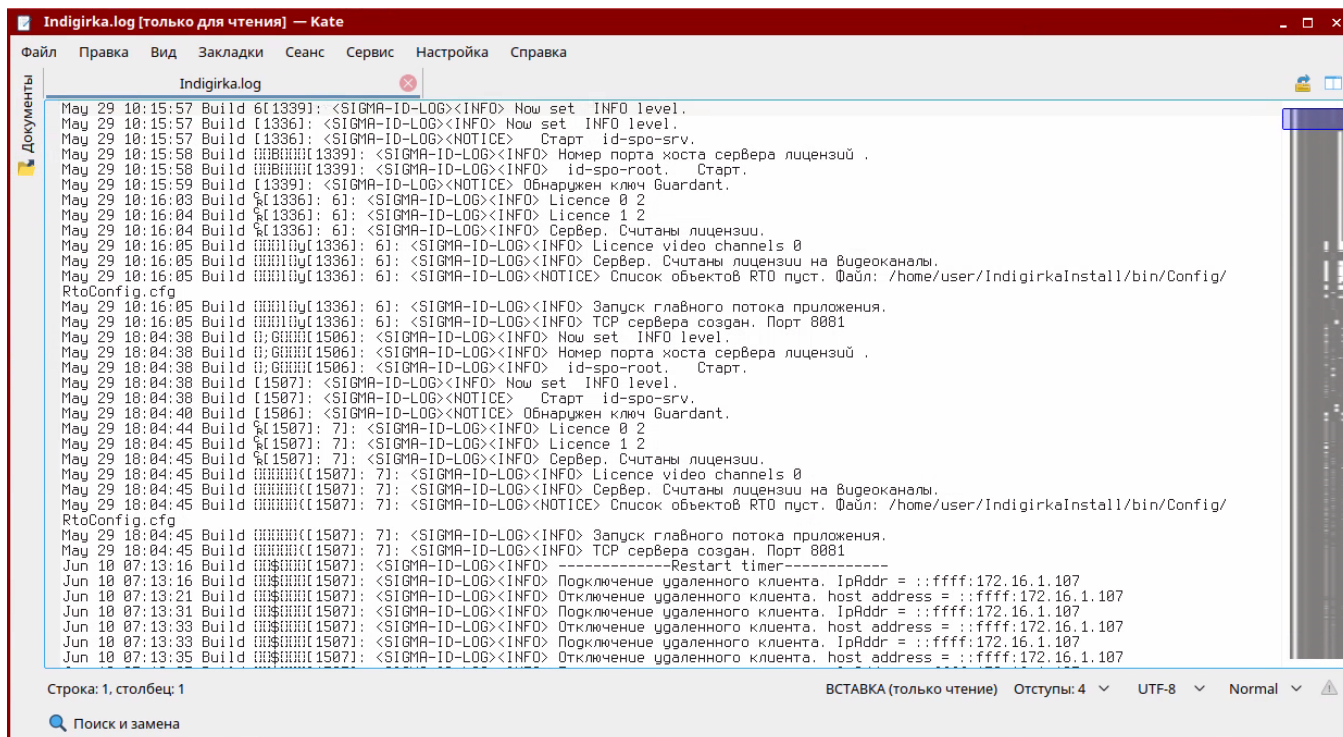 Indigirka.log [только для чтения] — Kate
Файл Правка Вид Закладки Сеанс Сервис Настройка Справка
Документы
Indigirka.log
May 29 10:15:57 Build 6[1339]: <SIGMA-ID-LOG><INFO> Now set  INFO level.
May 29 10:15:57 Build [1336]: <SIGMA-ID-LOG><INFO> Now set  INFO level.
May 29 10:15:57 Build [1336]: <SIGMA-ID-LOG><NOTICE>   Старт  id-spo-srv.
May 29 10:15:58 Build B[1339]: <SIGMA-ID-LOG><INFO> Номер порта хоста сервера лицензий .
May 29 10:15:58 Build B[1339]: <SIGMA-ID-LOG><INFO>  id-spo-root.  Старт.
May 29 10:15:59 Build [1339]: <SIGMA-ID-LOG><NOTICE> Обнаружен ключ Guardant.
May 29 10:16:03 Build [1336]: 6]: <SIGMA-ID-LOG><INFO> Licence 0 2
May 29 10:16:04 Build [1336]: 6]: <SIGMA-ID-LOG><INFO> Licence 1 2
May 29 10:16:04 Build [1336]: 6]: <SIGMA-ID-LOG><INFO> Сервер. Считаны лицензии.
May 29 10:16:05 Build l y[1336]: 6]: <SIGMA-ID-LOG><INFO> Licence video channels 0
May 29 10:16:05 Build l y[1336]: 6]: <SIGMA-ID-LOG><INFO> Сервер. Считаны лицензии на видеоканалы.
May 29 10:16:05 Build l y[1336]: 6]: <SIGMA-ID-LOG><NOTICE> Список объектов RTO пуст. Файл: /home/user/IndigirkaInstall/bin/Config/
RtoConfig.cfg
May 29 10:16:05 Build l y[1336]: 6]: <SIGMA-ID-LOG><INFO> Запуск главного потока приложения.
May 29 10:16:05 Build l y[1336]: 6]: <SIGMA-ID-LOG><INFO> TCP сервера создан. Порт 8081
May 29 18:04:38 Build ;G[1506]: <SIGMA-ID-LOG><INFO> Now set  INFO level.
May 29 18:04:38 Build ;G[1506]: <SIGMA-ID-LOG><INFO> Номер порта хоста сервера лицензий .
May 29 18:04:38 Build ;G[1506]: <SIGMA-ID-LOG><INFO>  id-spo-root.   Старт.
May 29 18:04:38 Build [1507]: <SIGMA-ID-LOG><INFO> Now set  INFO level.
May 29 18:04:38 Build [1507]: <SIGMA-ID-LOG><NOTICE>   Старт  id-spo-srv.
May 29 18:04:40 Build [1506]: <SIGMA-ID-LOG><NOTICE> Обнаружен ключ Guardant.
May 29 18:04:44 Build [1507]: 7]: <SIGMA-ID-LOG><INFO> Licence 0 2
May 29 18:04:45 Build [1507]: 7]: <SIGMA-ID-LOG><INFO> Licence 1 2
May 29 18:04:45 Build [1507]: 7]: <SIGMA-ID-LOG><INFO> Сервер. Считаны лицензии.
May 29 18:04:45 Build ([1507]: 7]: <SIGMA-ID-LOG><INFO> Licence video channels 0
May 29 18:04:45 Build ([1507]: 7]: <SIGMA-ID-LOG><INFO> Сервер. Считаны лицензии на видеоканалы.
May 29 18:04:45 Build ([1507]: 7]: <SIGMA-ID-LOG><NOTICE> Список объектов RTO пуст. Файл: /home/user/IndigirkaInstall/bin/Config/
RtoConfig.cfg
May 29 18:04:45 Build ([1507]: 7]: <SIGMA-ID-LOG><INFO> Запуск главного потока приложения.
May 29 18:04:45 Build ([1507]: 7]: <SIGMA-ID-LOG><INFO> TCP сервера создан. Порт 8081
Jun 10 07:13:16 Build $[1507]: <SIGMA-ID-LOG><INFO> -------------Restart timer------------
Jun 10 07:13:16 Build $[1507]: <SIGMA-ID-LOG><INFO> Подключение удаленного клиента. IpAddr = ::ffff:172.16.1.107
Jun 10 07:13:21 Build $[1507]: <SIGMA-ID-LOG><INFO> Отключение удаленного клиента. host address = ::ffff:172.16.1.107
Jun 10 07:13:31 Build $[1507]: <SIGMA-ID-LOG><INFO> Подключение удаленного клиента. IpAddr = ::ffff:172.16.1.107
Jun 10 07:13:33 Build $[1507]: <SIGMA-ID-LOG><INFO> Отключение удаленного клиента. host address = ::ffff:172.16.1.107
Jun 10 07:13:33 Build $[1507]: <SIGMA-ID-LOG><INFO> Подключение удаленного клиента. IpAddr = ::ffff:172.16.1.107
Jun 10 07:13:35 Build $[1507]: <SIGMA-ID-LOG><INFO> Отключение удаленного клиента. host address = ::ffff:172.16.1.107
Строка: 1, столбец: 1 ВСТАВКА (только чтение) Отступы: 4 UTF-8 Normal
Поиск и замена